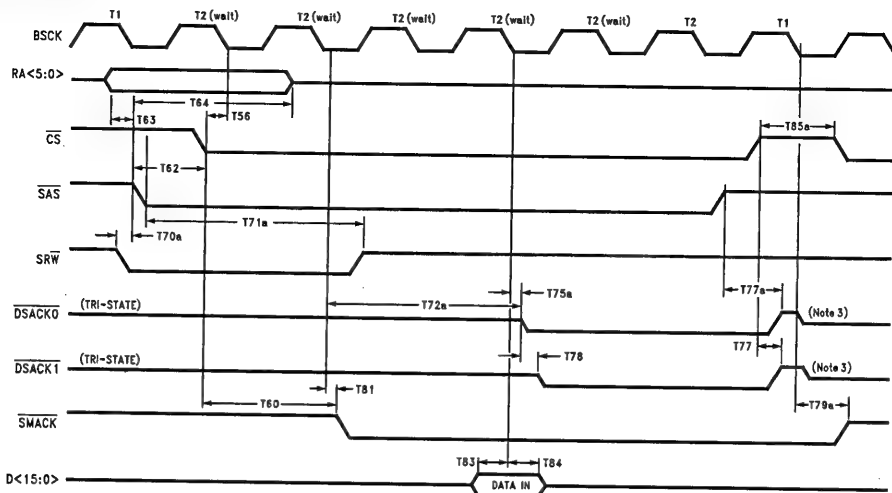 T1 T2 (wait) T2 (wait) T2 (wait) T2 (wait) T2 (wait) T2 T1
BSCK
RA<5:0>
T64
T63 T56
CS T85a
T62
SAS
T71a
T70a
SRW
T75a T77a
DSACK0 (TRI-STATE) T72a (Note 3)
T78 T77
DSACK1 (TRI-STATE) (Note 3)
T81
T60 T79a
SMACK
T83 T84
D<15:0> DATA IN